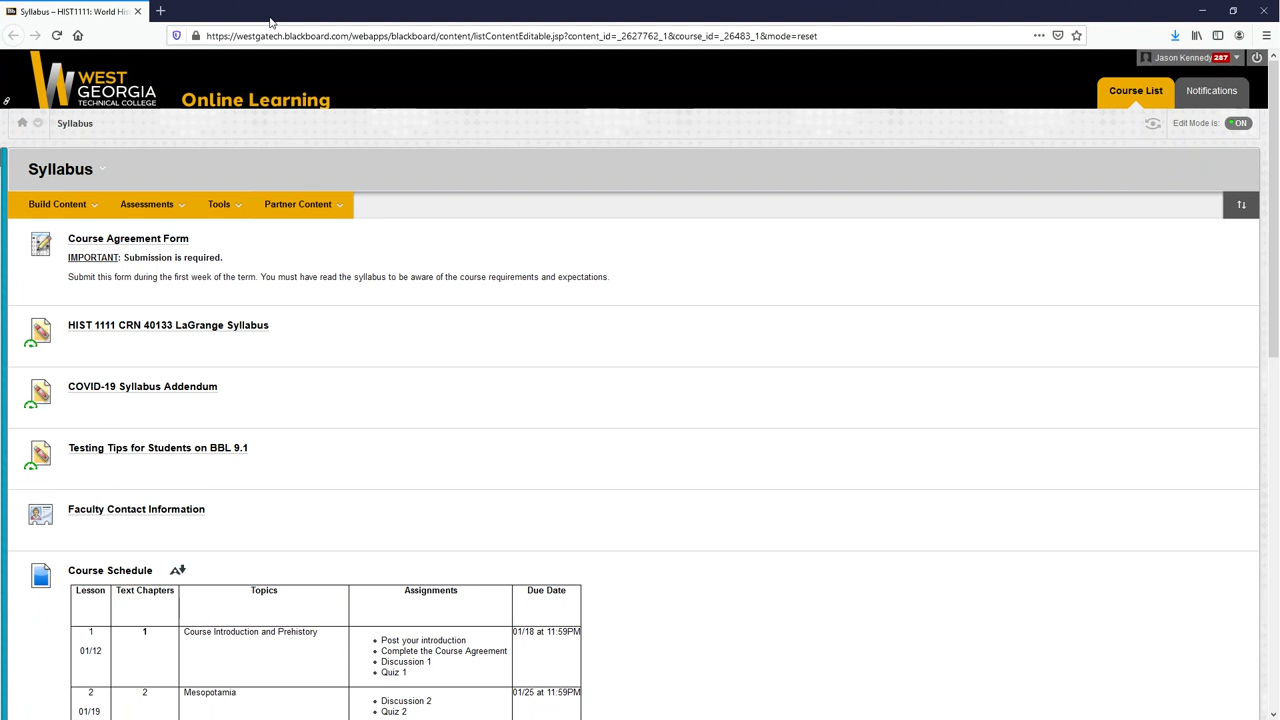 Syllabus – HIST1111: World His
https://westgatech.blackboard.com/webapps/blackboard/content/listContentEditable.jsp?content_id=_2627762_1&course_id=_26483_1&mode=reset
Jason Kennedy 287
WEST GEORGIA
TECHNICAL COLLEGE
Online Learning
Course List
Notifications
Syllabus
Edit Mode is: ON
Syllabus
Build Content
Assessments
Tools
Partner Content
Course Agreement Form
IMPORTANT: Submission is required.
Submit this form during the first week of the term. You must have read the syllabus to be aware of the course requirements and expectations.
HIST 1111 CRN 40133 LaGrange Syllabus
COVID-19 Syllabus Addendum
Testing Tips for Students on BBL 9.1
Faculty Contact Information
Course Schedule
Lesson Text Chapters Topics Assignments Due Date
1 1 Course Introduction and Prehistory 01/18 at 11:59PM
Post your introduction
01/12 Complete the Course Agreement
Discussion 1
Quiz 1
2 2 Mesopotamia 01/25 at 11:59PM
Discussion 2
01/19 Quiz 2